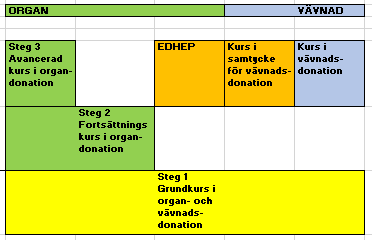 ORGAN
VÄVNAD
Steg 3
Avancerad
kurs i organ-
donation
EDHEP
Kurs i
samtycke
för vävnads-
donation
Kurs i
vävnads-
donation
Steg 2
Fortsättnings
kurs i organ-
donation
Steg 1
Grundkurs i
organ- och
vävnads-
donation